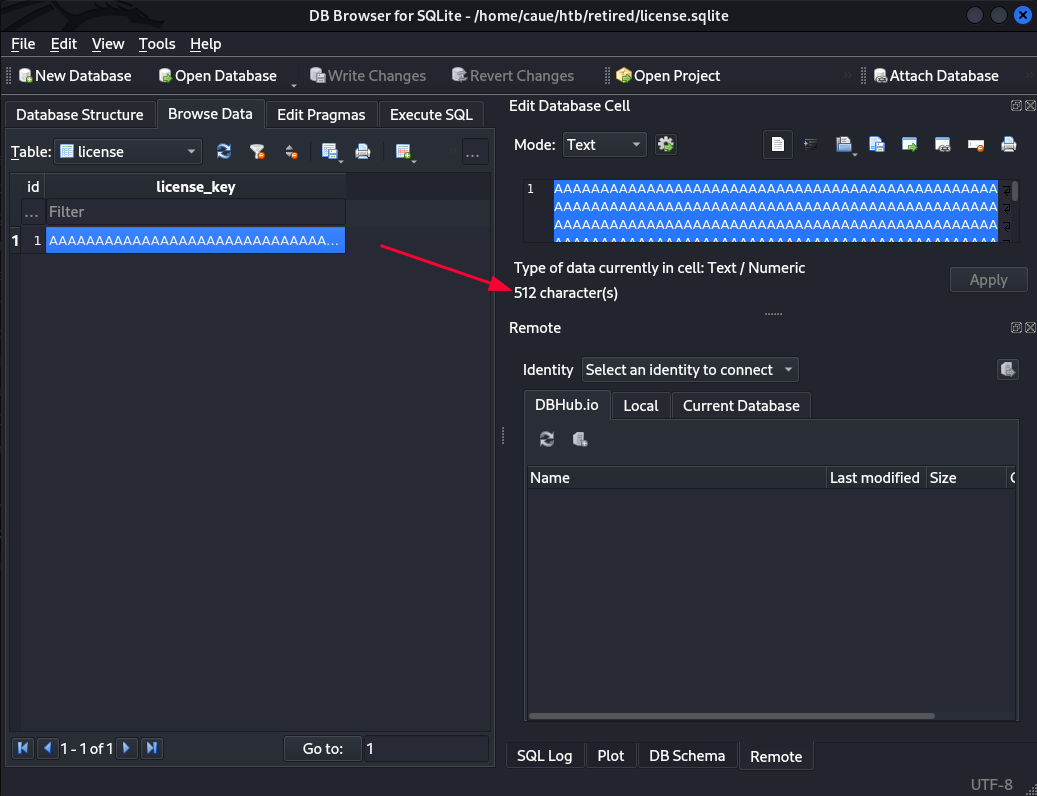 DB Browser for SQLite - /home/caue/htb/retired/license.sqlite
File Edit View Tools Help
New Database Open Database Write Changes Revert Changes Open Project Attach Database
Database Structure Browse Data Edit Pragmas Execute SQL
Table: license
id license_key
... Filter
1 1 AAAAAAAAAAAAAAAAAAAAAAAAAAAAAA...
1 - 1 of 1 Go to: 1
Edit Database Cell
Mode: Text
1 AAAAAAAAAAAAAAAAAAAAAAAAAAAAAAAAAAAAAAAAAAAAAAAA
AAAAAAAAAAAAAAAAAAAAAAAAAAAAAAAAAAAAAAAAAAAAAAAA
AAAAAAAAAAAAAAAAAAAAAAAAAAAAAAAAAAAAAAAAAAAAAAAA
AAAAAAAAAAAAAAAAAAAAAAAAAAAAAAAAAAAAAAAAAAAAAAAA
Type of data currently in cell: Text / Numeric
512 character(s)
Apply
Remote
Identity Select an identity to connect
DBHub.io Local Current Database
Name Last modified Size
SQL Log Plot DB Schema Remote
UTF-8